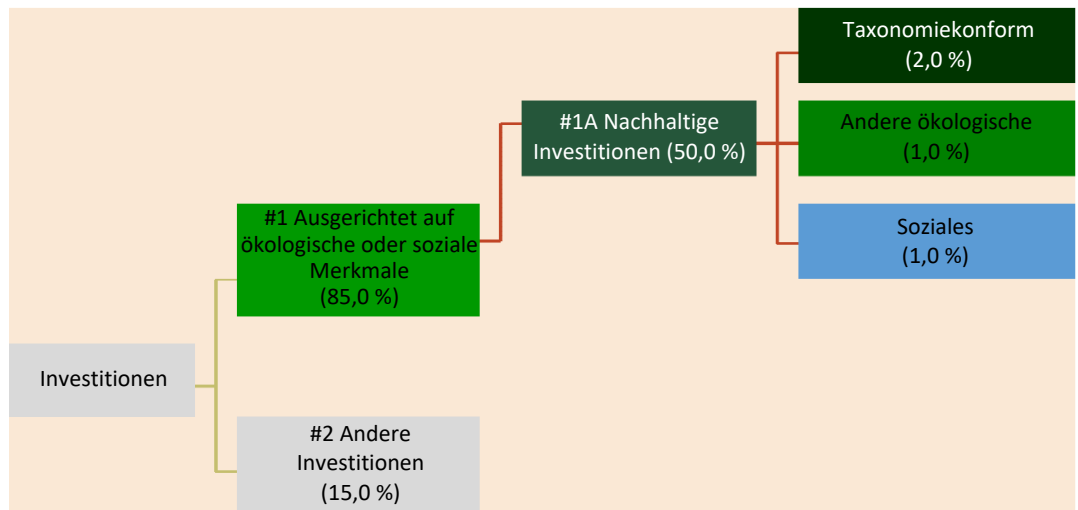 Investitionen
#1 Ausgerichtet auf
ökologische oder soziale
Merkmale
(85,0 %)
#2 Andere
Investitionen
(15,0 %)
#1A Nachhaltige
Investitionen (50,0 %)
Taxonomiekonform
(2,0 %)
Andere ökologische
(1,0 %)
Soziales
(1,0 %)